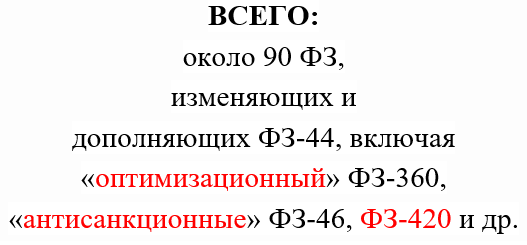 ВСЕГО:
около 90 ФЗ,
изменяющих и
дополняющих ФЗ-44, включая
«оптимизационный» ФЗ-360,
«антисанкционные» ФЗ-46, ФЗ-420 и др.